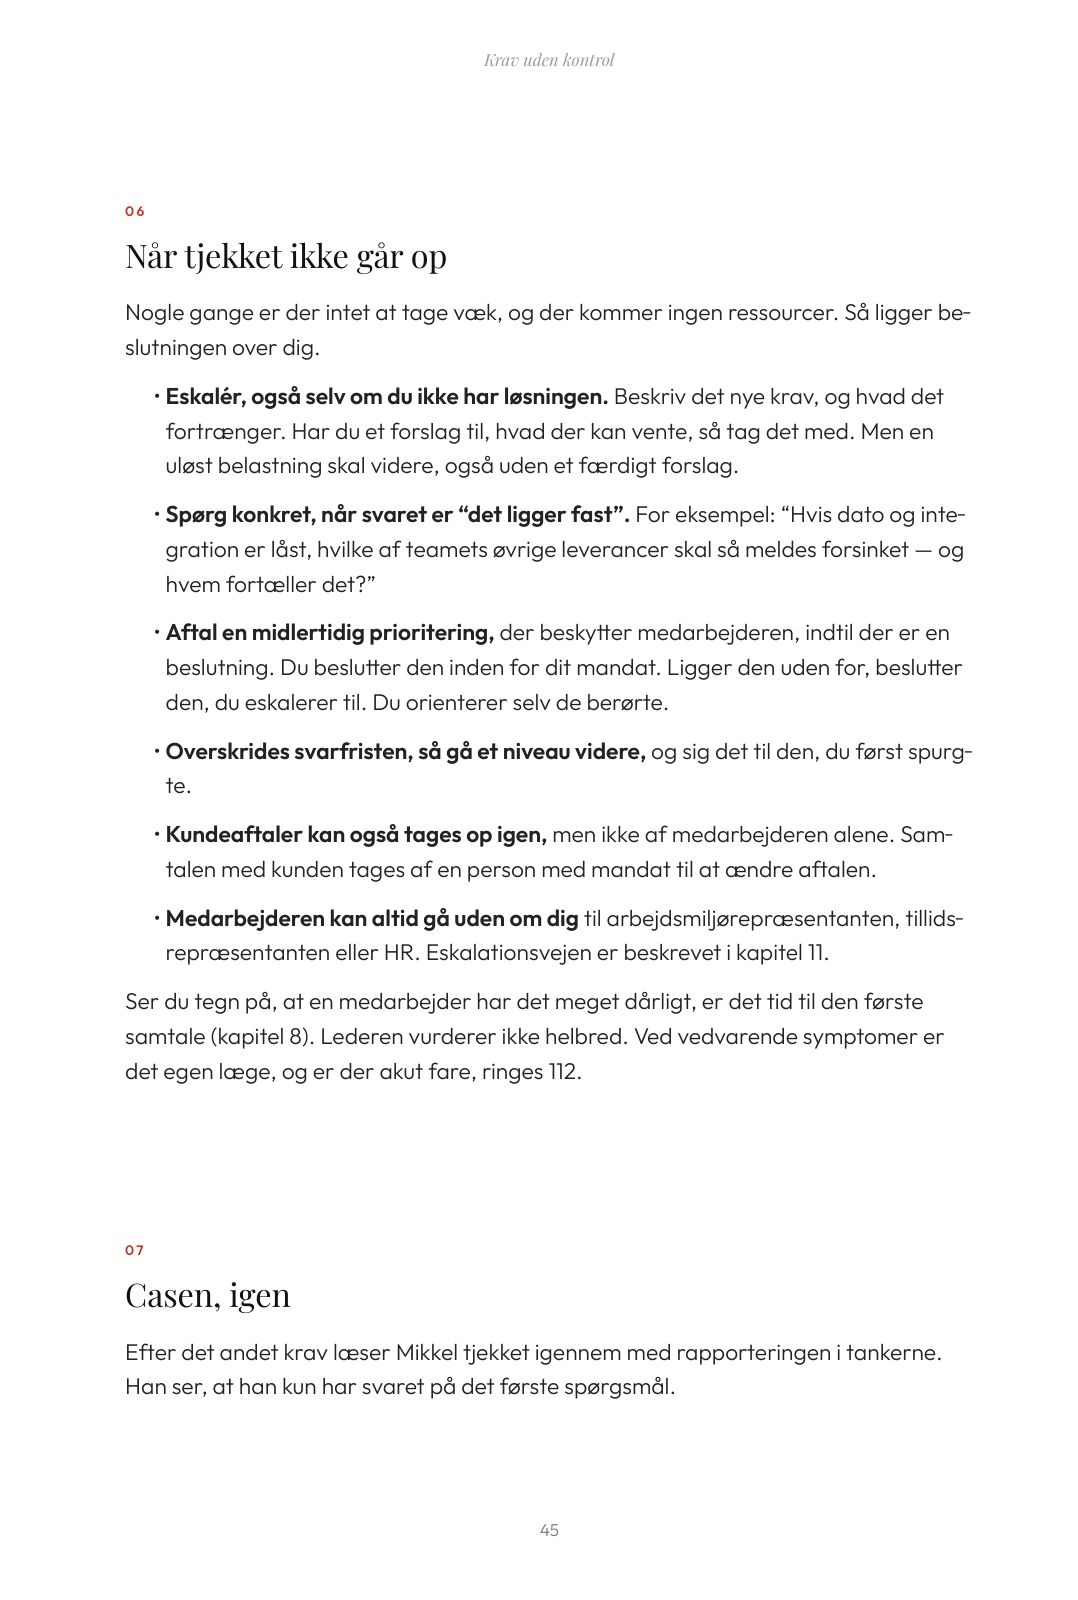 Krav uden kontrol
06
Når tjekket ikke går op
Nogle gange er der intet at tage væk, og der kommer ingen ressourcer. Så ligger be-
slutningen over dig.
• Eskalér, også selv om du ikke har løsningen. Beskriv det nye krav, og hvad det
fortrænger. Har du et forslag til, hvad der kan vente, så tag det med. Men en
uløst belastning skal videre, også uden et færdigt forslag.
• Spørg konkret, når svaret er “det ligger fast”. For eksempel: “Hvis dato og inte-
gration er låst, hvilke af teamets øvrige leverancer skal så meldes forsinket — og
hvem fortæller det?”
• Aftal en midlertidig prioritering, der beskytter medarbejderen, indtil der er en
beslutning. Du beslutter den inden for dit mandat. Ligger den uden for, beslutter
den, du eskalerer til. Du orienterer selv de berørte.
• Overskrides svarfristen, så gå et niveau videre, og sig det til den, du først spurg-
te.
• Kundeaftaler kan også tages op igen, men ikke af medarbejderen alene. Sam-
talen med kunden tages af en person med mandat til at ændre aftalen.
• Medarbejderen kan altid gå uden om dig til arbejdsmiljørepræsentanten, tillids-
repræsentanten eller HR. Eskalationsvejen er beskrevet i kapitel 11.
Ser du tegn på, at en medarbejder har det meget dårligt, er det tid til den første
samtale (kapitel 8). Lederen vurderer ikke helbred. Ved vedvarende symptomer er
det egen læge, og er der akut fare, ringes 112.
07
Casen, igen
Efter det andet krav læser Mikkel tjekket igennem med rapporteringen i tankerne.
Han ser, at han kun har svaret på det første spørgsmål.
45